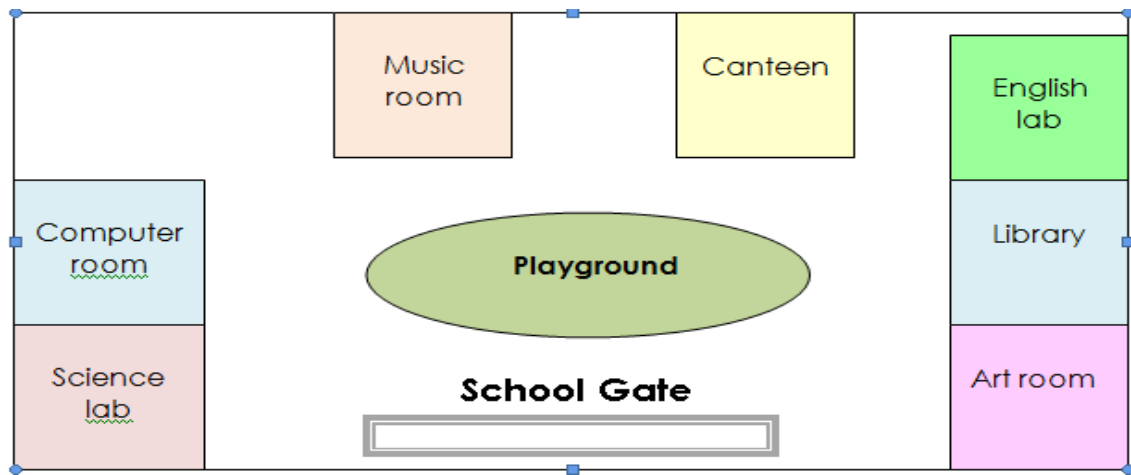 Music
room
Canteen
English
lab
Computer
room
Playground
Library
Science
lab
School Gate
Art room